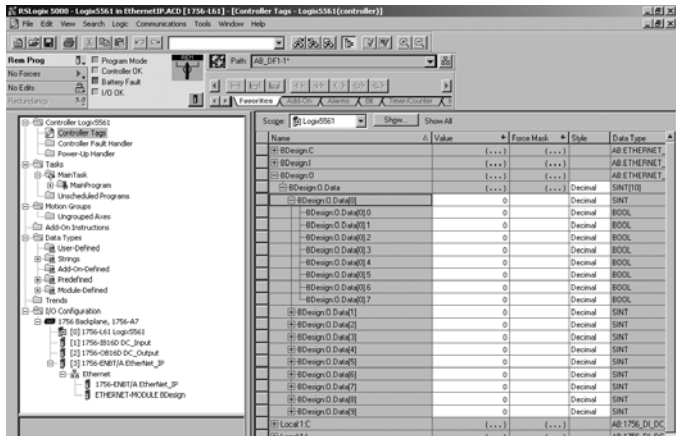 RSLogix 5000 - Logix5561 in EthernetIP.ACD [1756-L61] - [Controller Tags - Logix5561(controller)]
File Edit View Search Logic Communications Tools Window Help
Rem Prog
Program Mode
Path: AB_DF1-1*
No Forces
Controller OK
Battery Fault
No Edits
I/O OK
Redundancy
Favorites Add-On Alarms Bit Timer/Counter
Controller Logix5561
Controller Tags
Controller Fault Handler
Power-Up Handler
Tasks
MainTask
MainProgram
Unscheduled Programs
Motion Groups
Ungrouped Axes
Add-On Instructions
Data Types
User-Defined
Strings
Add-On-Defined
Predefined
Module-Defined
Trends
I/O Configuration
1756 Backplane, 1756-A7
[0] 1756-L61 Logix5561
[1] 1756-IB16D DC_Input
[2] 1756-OB16D DC_Output
[3] 1756-ENBT/A EtherNet_IP
Ethernet
1756-ENBT/A EtherNet_IP
ETHERNET-MODULE BDesign
Scope: Logix5561 Show... Show All
Name Value Force Mask Style Data Type
BDesign:C {...} {...} AB:ETHERNET_
BDesign:I {...} {...} AB:ETHERNET_
BDesign:O {...} {...} AB:ETHERNET_
BDesign:O.Data {...} {...} Decimal SINT[10]
BDesign:O.Data[0] 0 Decimal SINT
BDesign:O.Data[0].0 0 Decimal BOOL
BDesign:O.Data[0].1 0 Decimal BOOL
BDesign:O.Data[0].2 0 Decimal BOOL
BDesign:O.Data[0].3 0 Decimal BOOL
BDesign:O.Data[0].4 0 Decimal BOOL
BDesign:O.Data[0].5 0 Decimal BOOL
BDesign:O.Data[0].6 0 Decimal BOOL
BDesign:O.Data[0].7 0 Decimal BOOL
BDesign:O.Data[1] 0 Decimal SINT
BDesign:O.Data[2] 0 Decimal SINT
BDesign:O.Data[3] 0 Decimal SINT
BDesign:O.Data[4] 0 Decimal SINT
BDesign:O.Data[5] 0 Decimal SINT
BDesign:O.Data[6] 0 Decimal SINT
BDesign:O.Data[7] 0 Decimal SINT
BDesign:O.Data[8] 0 Decimal SINT
BDesign:O.Data[9] 0 Decimal SINT
Local:1:C {...} {...} AB:1756_DI_DC_